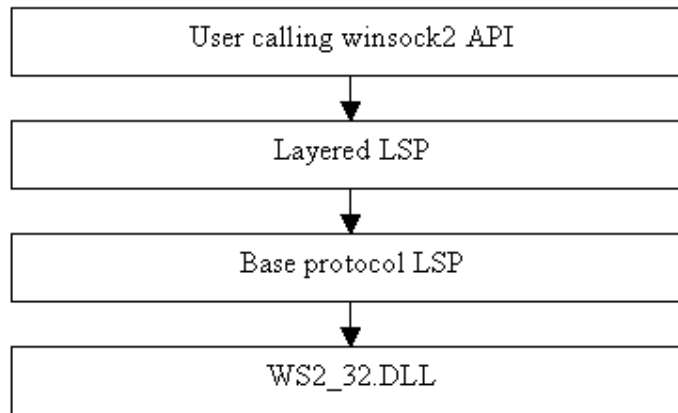 User calling winsock2 API
Layered LSP
Base protocol LSP
WS2_32.DLL